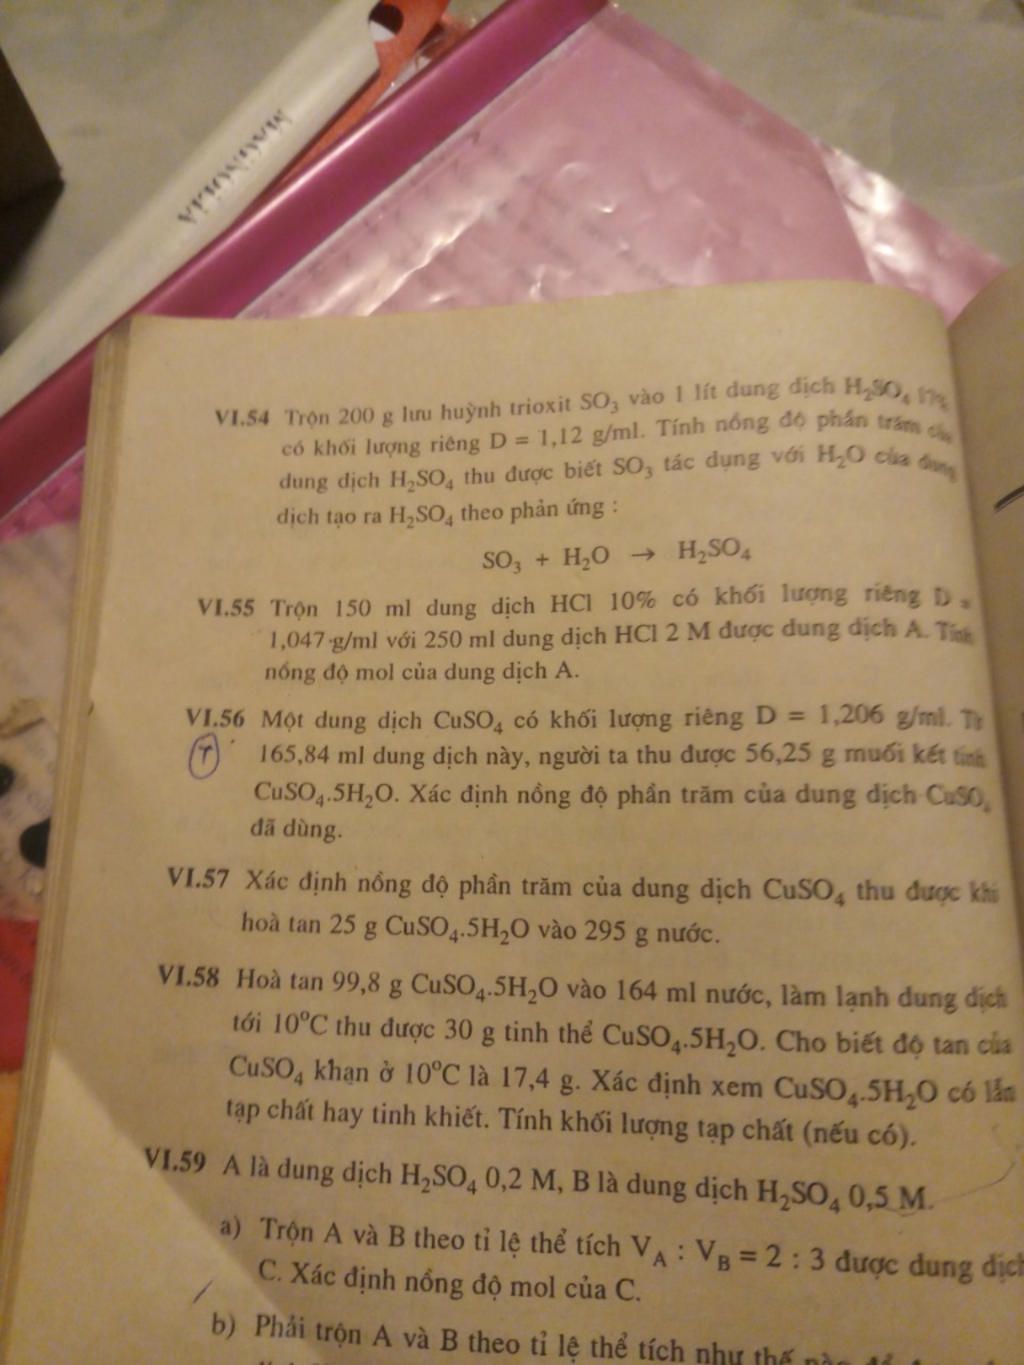 MAGNOLIA
VI.54 Trộn 200 g lưu huỳnh trioxit SO₃ vào 1 lít dung dịch H₂SO₄ 17%
có khối lượng riêng D = 1,12 g/ml. Tính nồng độ phần trăm của
dung dịch H₂SO₄ thu được biết SO₃ tác dụng với H₂O của dung
dịch tạo ra H₂SO₄ theo phản ứng :
SO₃ + H₂O → H₂SO₄
VI.55 Trộn 150 ml dung dịch HCl 10% có khối lượng riêng D =
1,047 g/ml với 250 ml dung dịch HCl 2 M được dung dịch A. Tính
nồng độ mol của dung dịch A.
VI.56 Một dung dịch CuSO₄ có khối lượng riêng D = 1,206 g/ml. Từ
165,84 ml dung dịch này, người ta thu được 56,25 g muối kết tinh
CuSO₄.5H₂O. Xác định nồng độ phần trăm của dung dịch CuSO₄
đã dùng.
VI.57 Xác định nồng độ phần trăm của dung dịch CuSO₄ thu được khi
hoà tan 25 g CuSO₄.5H₂O vào 295 g nước.
VI.58 Hoà tan 99,8 g CuSO₄.5H₂O vào 164 ml nước, làm lạnh dung dịch
tới 10°C thu được 30 g tinh thể CuSO₄.5H₂O. Cho biết độ tan của
CuSO₄ khan ở 10°C là 17,4 g. Xác định xem CuSO₄.5H₂O có lẫn
tạp chất hay tinh khiết. Tính khối lượng tạp chất (nếu có).
VI.59 A là dung dịch H₂SO₄ 0,2 M, B là dung dịch H₂SO₄ 0,5 M.
a) Trộn A và B theo tỉ lệ thể tích V_A : V_B = 2 : 3 được dung dịch
C. Xác định nồng độ mol của C.
b) Phải trộn A và B theo tỉ lệ thể tích như thế nào để